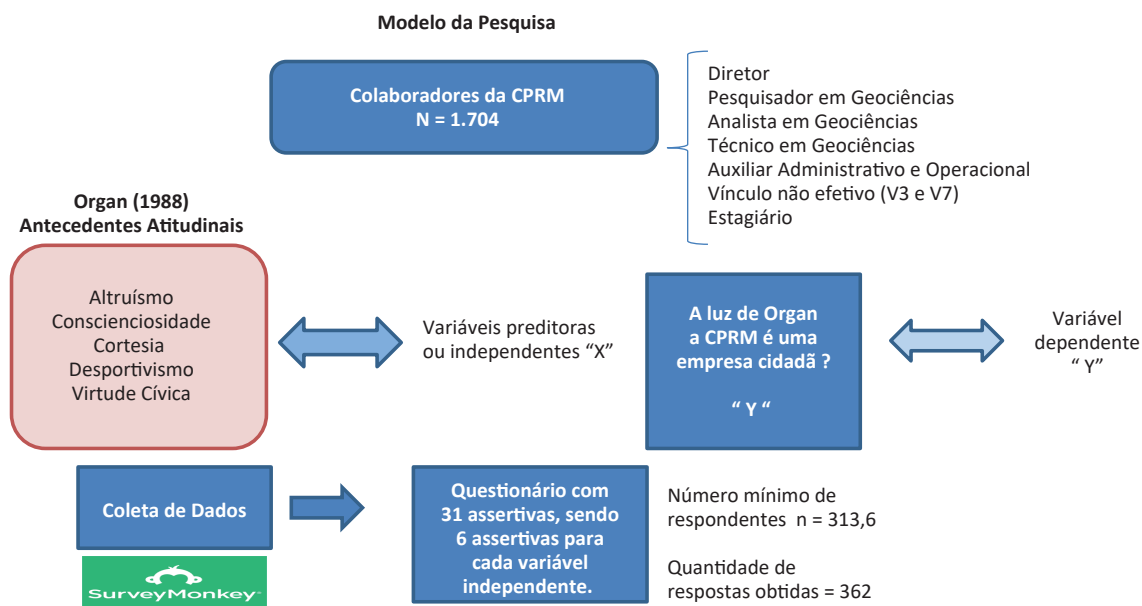 Modelo da Pesquisa
Colaboradores da CPRM
N = 1.704
Diretor
Pesquisador em Geociências
Analista em Geociências
Técnico em Geociências
Auxiliar Administrativo e Operacional
Vínculo não efetivo (V3 e V7)
Estagiário
Organ (1988)
Antecedentes Atitudinais
Altruísmo
Conscienciosidade
Cortesia
Desportivismo
Virtude Cívica
Variáveis preditoras
ou independentes “X”
A luz de Organ
a CPRM é uma
empresa cidadã ?
“ Y “
Variável
dependente
“ Y”
Coleta de Dados
SurveyMonkey
Questionário com
31 assertivas, sendo
6 assertivas para
cada variável
independente.
Número mínimo de
respondentes n = 313,6
Quantidade de
respostas obtidas = 362